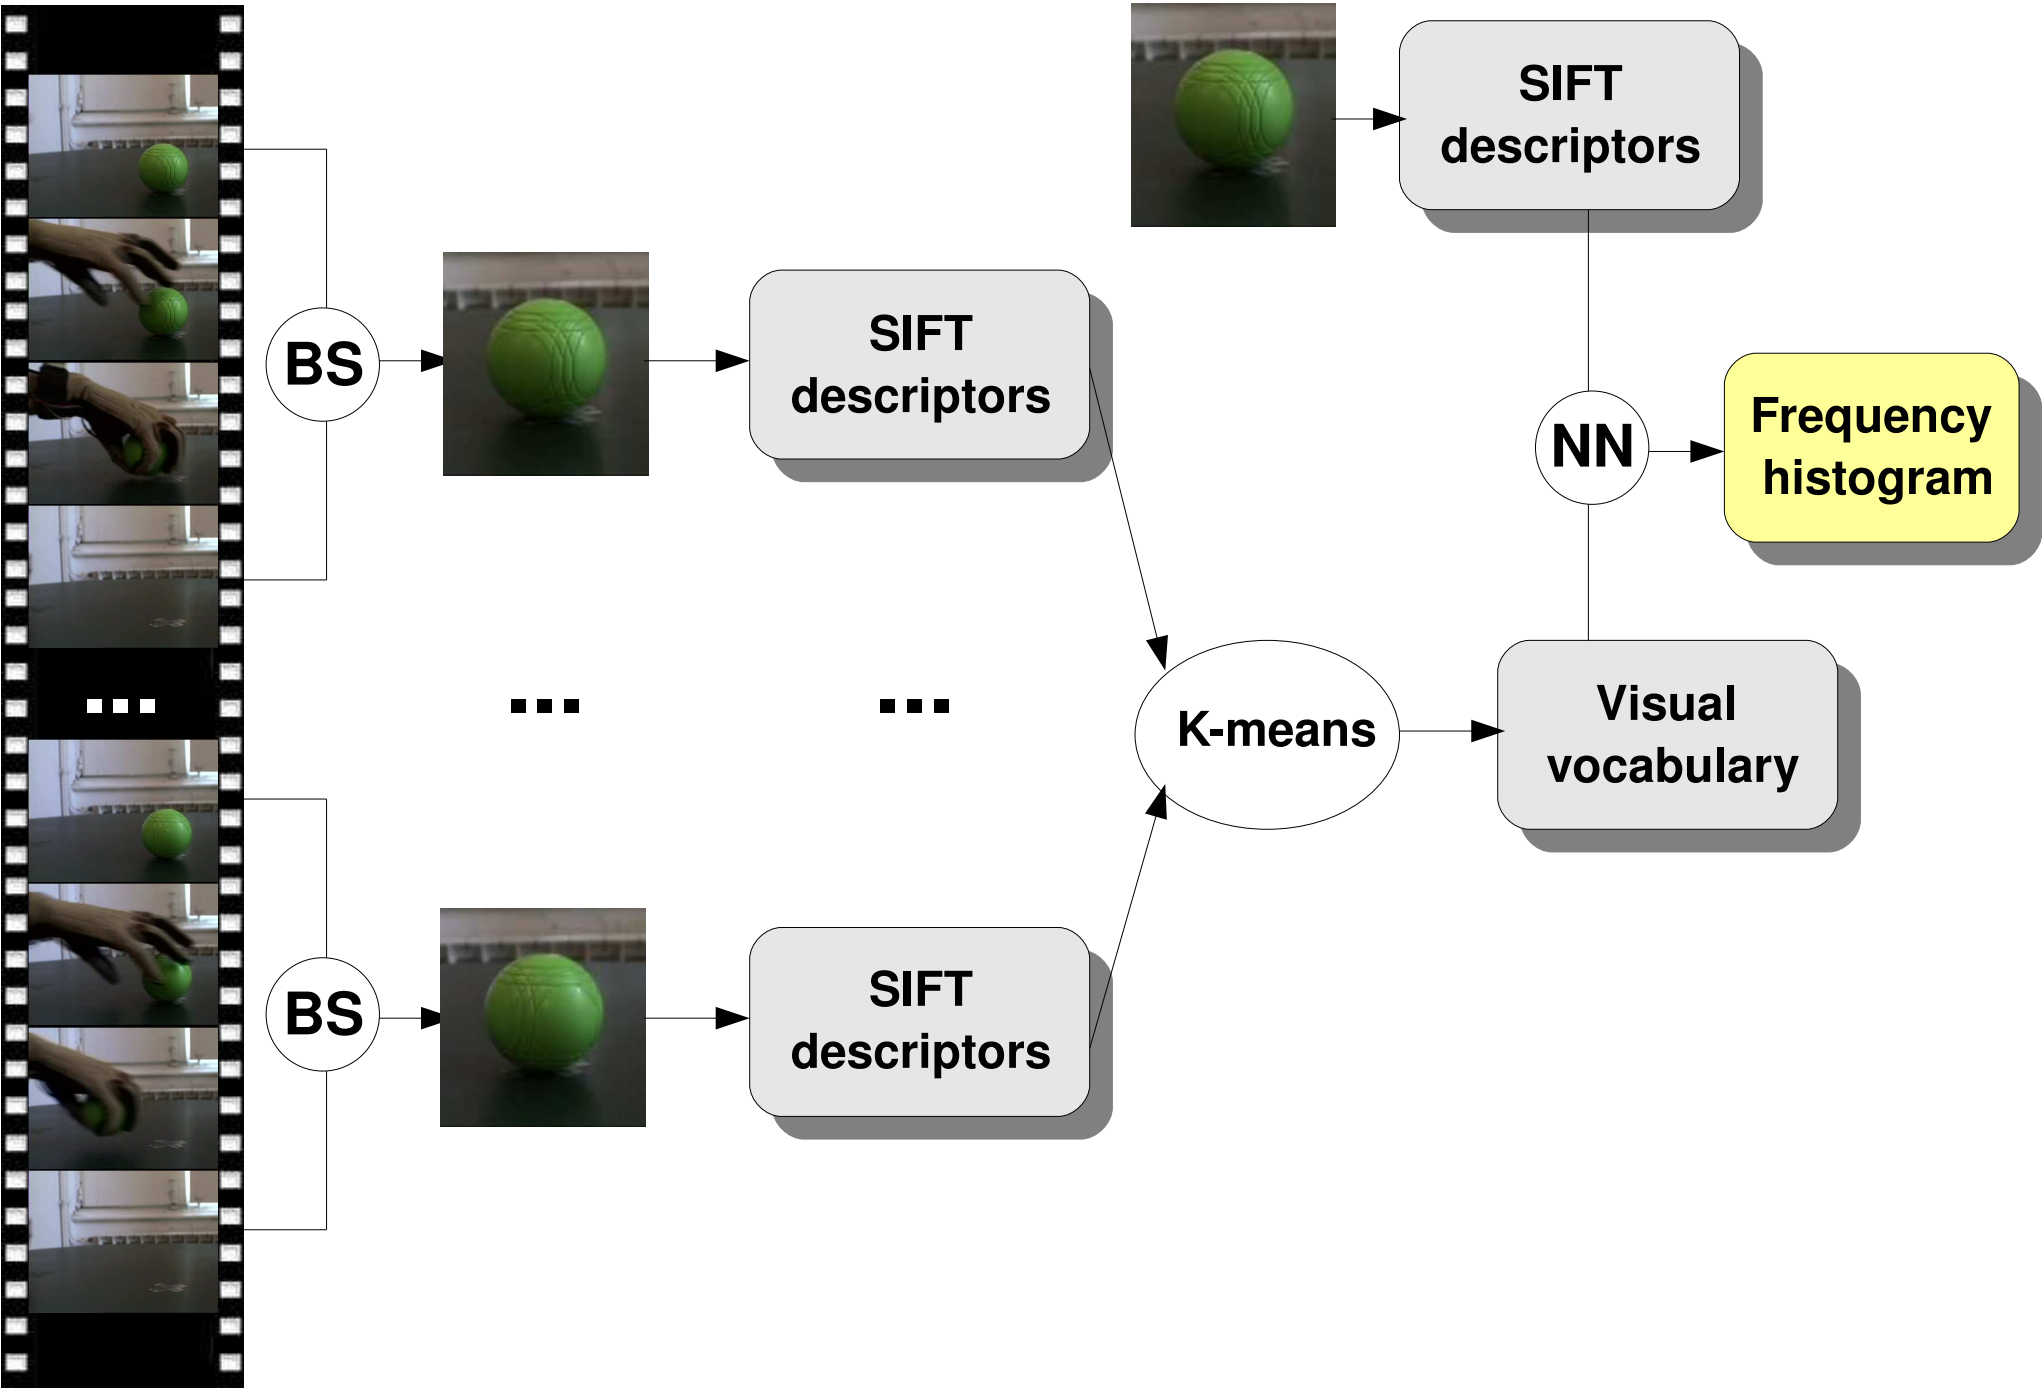 SIFT
descriptors
BS
SIFT
descriptors
NN
Frequency
histogram
...
...
...
K-means
Visual
vocabulary
BS
SIFT
descriptors